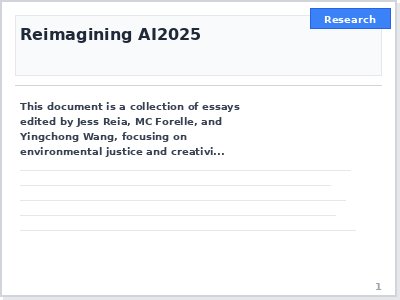 Research
Reimagining AI2025
This document is a collection of essays
edited by Jess Reia, MC Forelle, and
Yingchong Wang, focusing on
environmental justice and creativi...
1